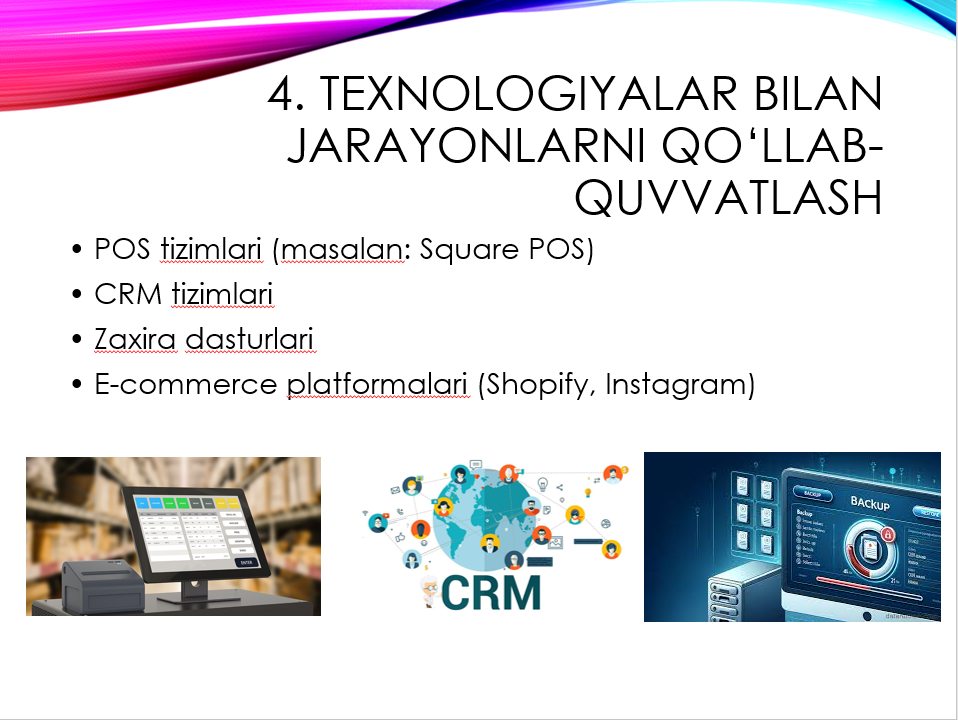 4. TEXNOLOGIYALAR BILAN
JARAYONLARNI QO‘LLAB-
QUVVATLASH
• POS tizimlari (masalan: Square POS)
• CRM tizimlari
• Zaxira dasturlari
• E-commerce platformalari (Shopify, Instagram)
ENTER
CRM
BACKUP
BACKUP
Backup